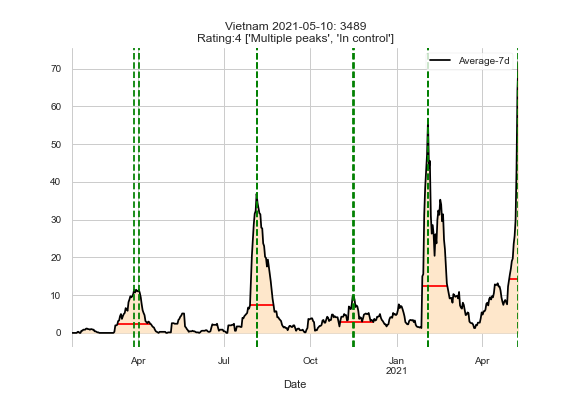 Vietnam 2021-05-10: 3489
Rating:4 ['Multiple peaks', 'In control']
Average-7d
70
60
50
40
30
20
10
0
Apr
Jul
Oct
Jan
2021
Apr
Date